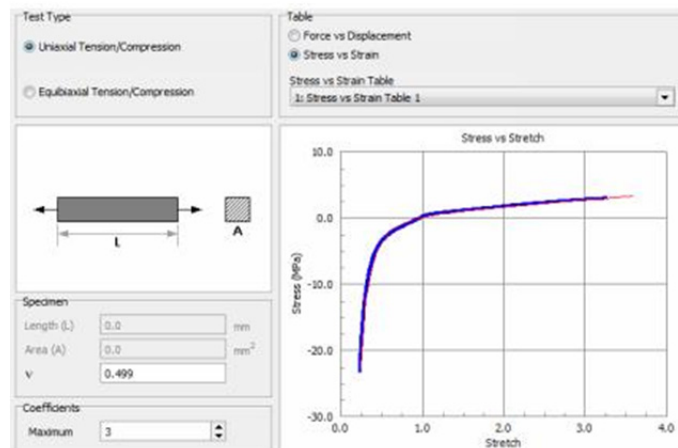 Test Type
Uniaxial Tension/Compression
Equibiaxial Tension/Compression
Table
Force vs Displacement
Stress vs Strain
Stress vs Strain Table
1: Stress vs Strain Table 1
L
A
Specimen
Length (L) 0.0 mm
Area (A) 0.0 mm²
ν 0.499
Coefficients
Maximum 3
Stress vs Stretch
10.0
0.0
-10.0
-20.0
-30.0
Stress (MPa)
0.0 1.0 2.0 3.0 4.0
Stretch